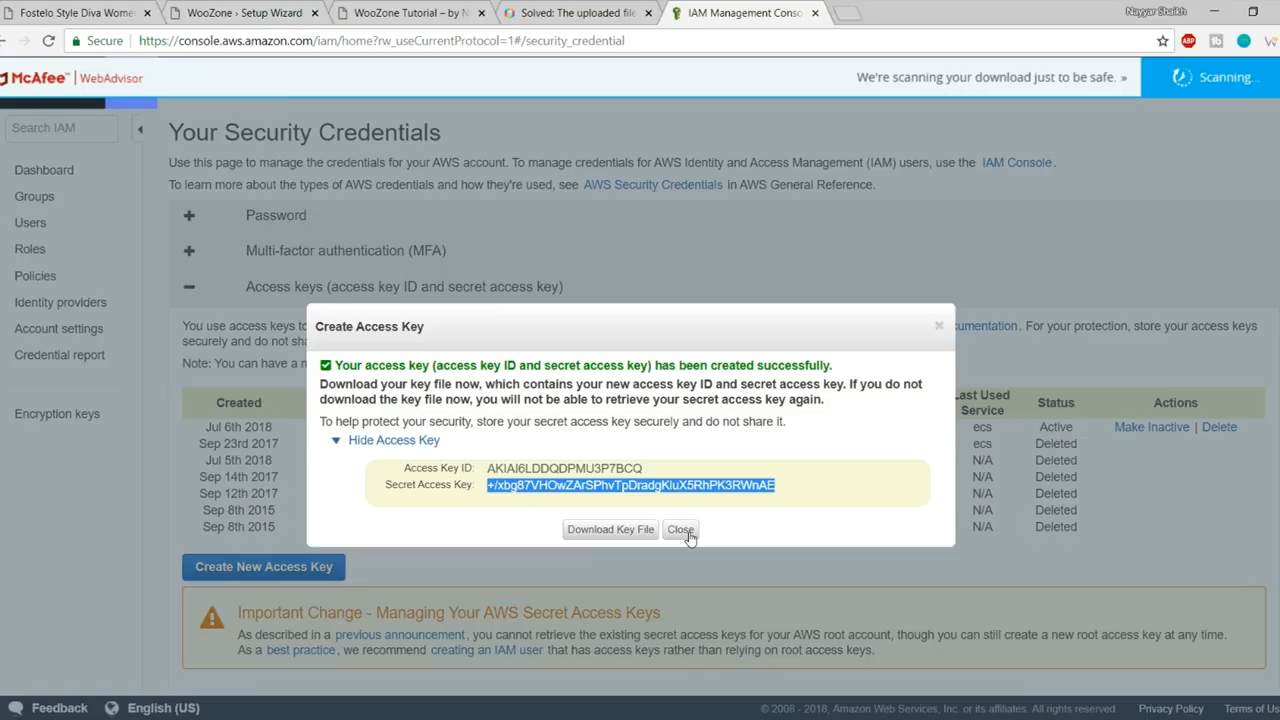 Fostelo Style Diva Wome
WooZone › Setup Wizard
WooZone Tutorial – by N
Solved: The uploaded file
IAM Management Conso
Nayyar Shaikh
Secure
https://console.aws.amazon.com/iam/home?rw_useCurrentProtocol=1#/security_credential
McAfee™ | WebAdvisor
We're scanning your download just to be safe. »
Scanning...
Search IAM
Dashboard
Groups
Users
Roles
Policies
Identity providers
Account settings
Credential report
Encryption keys
Your Security Credentials
Use this page to manage the credentials for your AWS account. To manage credentials for AWS Identity and Access Management (IAM) users, use the IAM Console.
To learn more about the types of AWS credentials and how they're used, see AWS Security Credentials in AWS General Reference.
Password
Multi-factor authentication (MFA)
Access keys (access key ID and secret access key)
You use access keys to
cumentation. For your protection, store your access keys
securely and do not sha
Note: You can have a m
Created
Last Used Service
Status
Actions
Jul 6th 2018 ecs Active Make Inactive | Delete
Sep 23rd 2017 ecs Deleted
Jul 5th 2018 N/A Deleted
Sep 14th 2017 N/A Deleted
Sep 12th 2017 N/A Deleted
Sep 8th 2015 N/A Deleted
Sep 8th 2015 N/A Deleted
Create Access Key
Your access key (access key ID and secret access key) has been created successfully.
Download your key file now, which contains your new access key ID and secret access key. If you do not
download the key file now, you will not be able to retrieve your secret access key again.
To help protect your security, store your secret access key securely and do not share it.
Hide Access Key
Access Key ID:
Secret Access Key:
Download Key File
Close
Create New Access Key
Important Change - Managing Your AWS Secret Access Keys
As described in a previous announcement, you cannot retrieve the existing secret access keys for your AWS root account, though you can still create a new root access key at any time.
As a best practice, we recommend creating an IAM user that has access keys rather than relying on root access keys.
Feedback
English (US)
© 2008 - 2018, Amazon Web Services, Inc. or its affiliates. All rights reserved.
Privacy Policy
Terms of Us